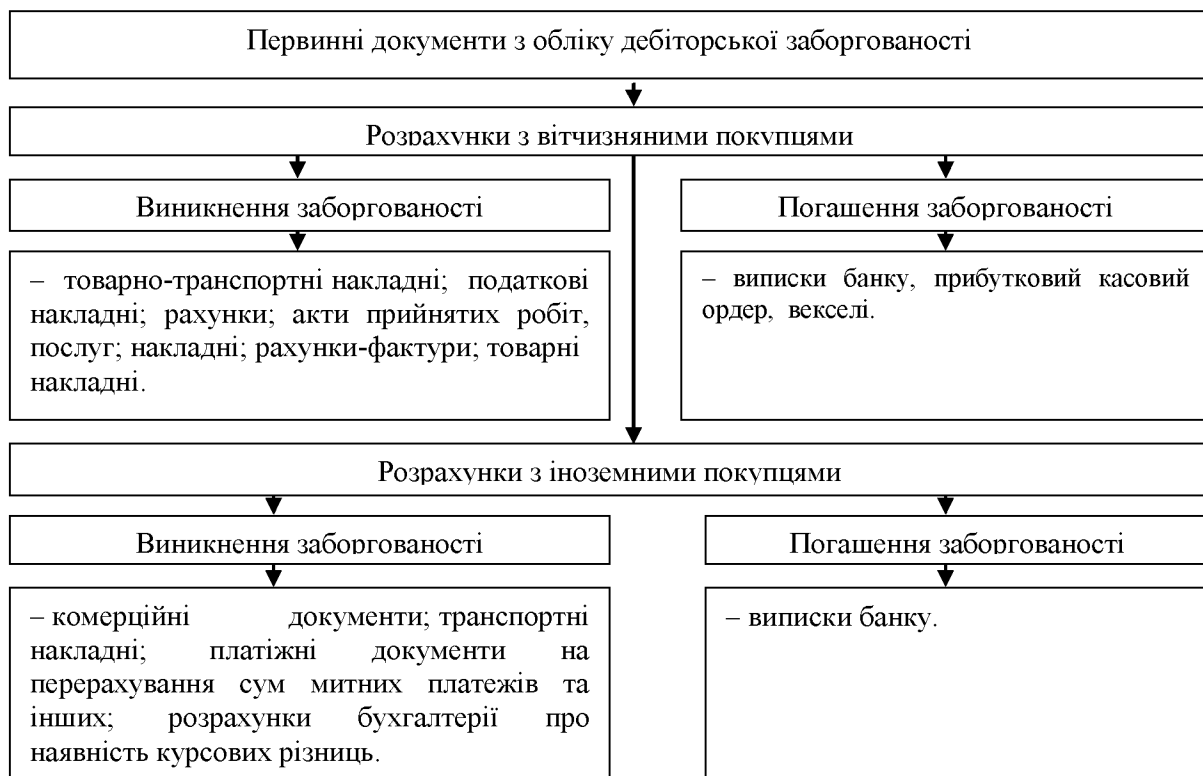 Первинні документи з обліку дебіторської заборгованості
Розрахунки з вітчизняними покупцями
Виникнення заборгованості
Погашення заборгованості
– товарно-транспортні накладні; податкові
накладні; рахунки; акти прийнятих робіт,
послуг; накладні; рахунки-фактури; товарні
накладні.
– виписки банку, прибутковий касовий
ордер, векселі.
Розрахунки з іноземними покупцями
Виникнення заборгованості
Погашення заборгованості
– комерційні документи; транспортні
накладні; платіжні документи на
перерахування сум митних платежів та
інших; розрахунки бухгалтерії про
наявність курсових різниць.
– виписки банку.